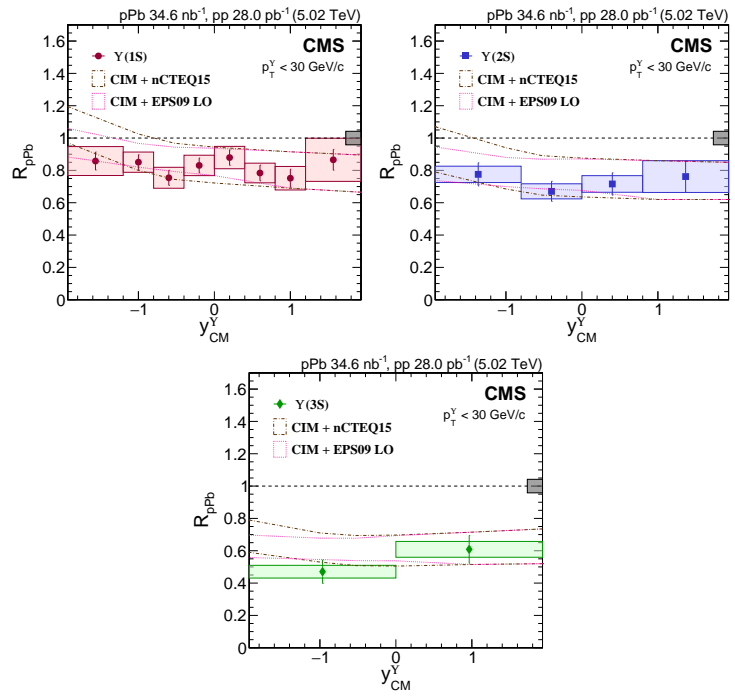 pPb 34.6 nb⁻¹, pp 28.0 pb⁻¹ (5.02 TeV)
CMS
p_T^Υ < 30 GeV/c
Υ(1S)
CIM + nCTEQ15
CIM + EPS09 LO
R_pPb
1.6
1.4
1.2
1
0.8
0.6
0.4
0.2
0
−1 0 1
y_CM^Υ
pPb 34.6 nb⁻¹, pp 28.0 pb⁻¹ (5.02 TeV)
CMS
p_T^Υ < 30 GeV/c
Υ(2S)
CIM + nCTEQ15
CIM + EPS09 LO
R_pPb
1.6
1.4
1.2
1
0.8
0.6
0.4
0.2
0
−1 0 1
y_CM^Υ
pPb 34.6 nb⁻¹, pp 28.0 pb⁻¹ (5.02 TeV)
CMS
p_T^Υ < 30 GeV/c
Υ(3S)
CIM + nCTEQ15
CIM + EPS09 LO
R_pPb
1.6
1.4
1.2
1
0.8
0.6
0.4
0.2
0
−1 0 1
y_CM^Υ